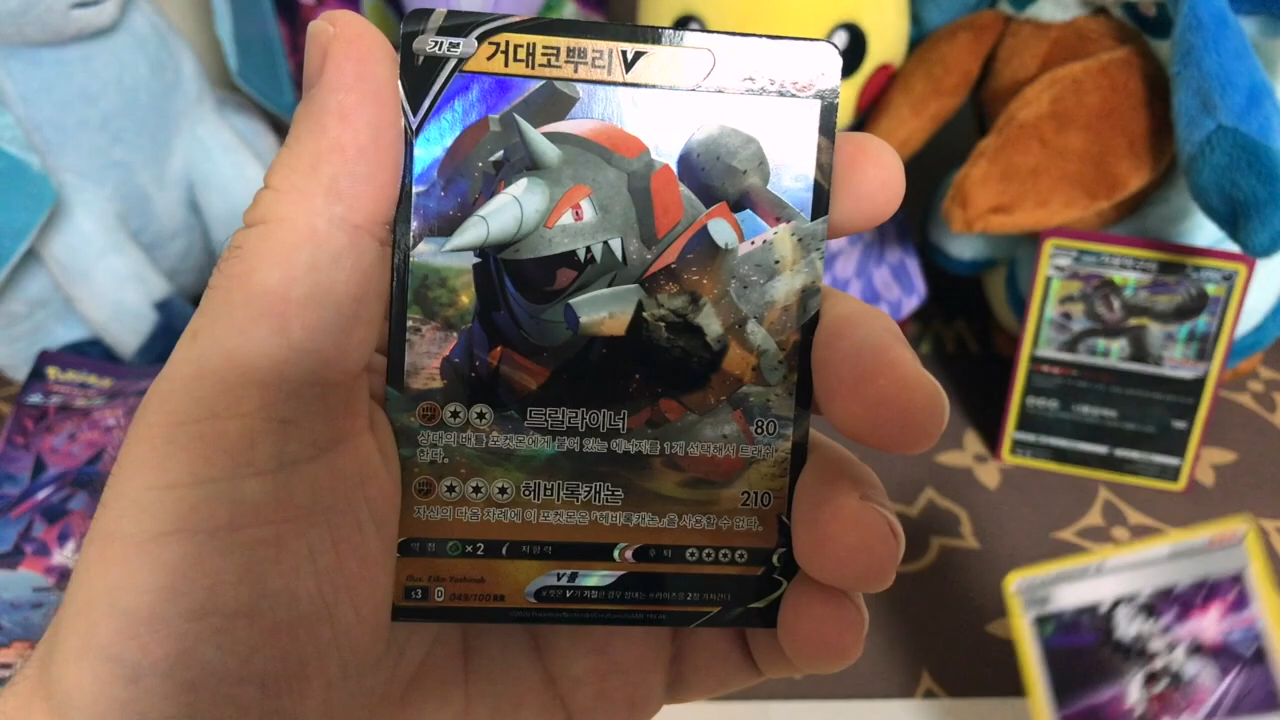 기본 거대코뿌리V
드릴라이너 80
상대의 배틀 포켓몬에게 붙어 있는 에너지를 1개 선택해서 트래쉬
한다.
헤비록캐논 210
자신의 다음 차례에 이 포켓몬은 「헤비록캐논」을 사용할 수 없다.
약점 ×2 저항력 후퇴
Illus. Eske Yoshinob
V룰
s3 D 049/100 RR
포켓몬 V가 기절한 경우 상대는 프라이즈를 2장 가져간다.